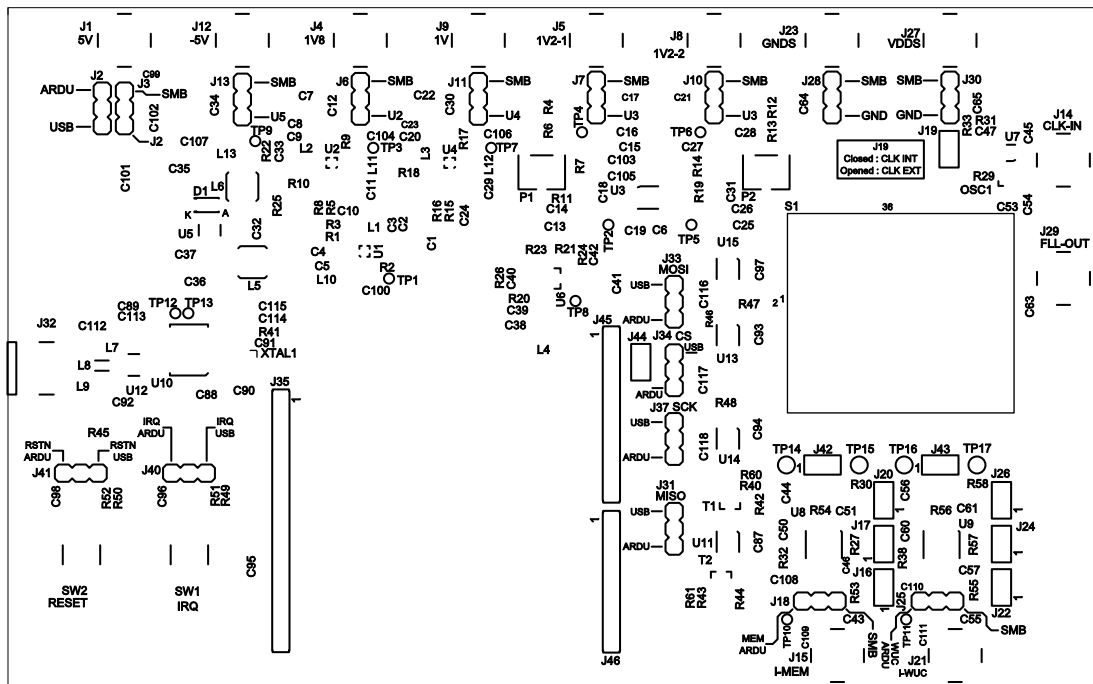 J1
5V
J12
-5V
J4
1V8
J9
1V
J5
1V2-1
J8
1V2-2
J23
GNDS
J27
VDDS
J2
J3
C99
ARDU
USB
SMB
J2
C102
C107
J13
C34
SMB
U5
C7
C8
C9
TP9
R22
C33
J6
C12
SMB
U2
C22
C23
C20
C104
TP3
R9
J11
C30
SMB
U4
C106
TP7
R17
J7
TP4
R4
R6
SMB
C17
U3
C16
C15
J10
C21
SMB
U3
TP6
C27
C28
R12
R13
J28
C64
SMB
GND
J30
SMB
GND
C65
R31
R33
C47
J19
U7
C45
J14
CLK-IN
J19
Closed : CLK INT
Opened : CLK EXT
R29
OSC1
C53
C54
C101
C35
L13
D1
L6
K
A
U5
C37
C36
R25
C32
L5
L2
U2
R10
L11
C11
R8
R5
C10
R3
R1
C4
C5
L10
L1
C3
C2
U1
R2
TP1
C100
R18
L3
U4
L12
C29
R16
R15
C24
C1
P1
R11
C14
C13
R7
C103
C105
C18
U3
TP2
C19
C6
R23
R21
R24
C42
C41
R26
C40
R20
C39
C38
U6
TP8
L4
R14
R19
C31
P2
C26
C25
TP5
U15
C97
S1
36
2
1
J29
FLL-OUT
C63
J33
MOSI
USB
ARDU
C116
R46
R47
C93
U13
J34
CS
USB
ARDU
C117
J44
J45
R48
J37 SCK
USB
ARDU
C118
C94
U14
R60
R40
R42
T1
J31
MISO
USB
ARDU
U11
C87
T2
R61
R43
R44
1
J46
J32
C112
C89
C113
TP12
TP13
C115
C114
R41
C91
XTAL1
L7
L8
L9
U12
U10
C92
C88
C90
J35
1
RSTN
ARDU
R45
RSTN
USB
J41
C98
R52
R50
IRQ
ARDU
IRQ
USB
J40
C96
R51
R49
C95
SW2
RESET
SW1
IRQ
TP14
J42
1
TP15
TP16
J43
1
TP17
C44
R30
J20
1
C56
R58
J26
1
U8
R54
C51
C50
R32
R27
C46
J17
1
C60
R38
R56
C61
U9
R57
J24
1
C57
C108
J18
R53
J16
1
C110
J25
R55
J22
1
MEM
ARDU
TP10
C109
C43
SMB
WUC
ARDU
TP11
C111
C55
SMB
J15
I-MEM
J21
I-WUC